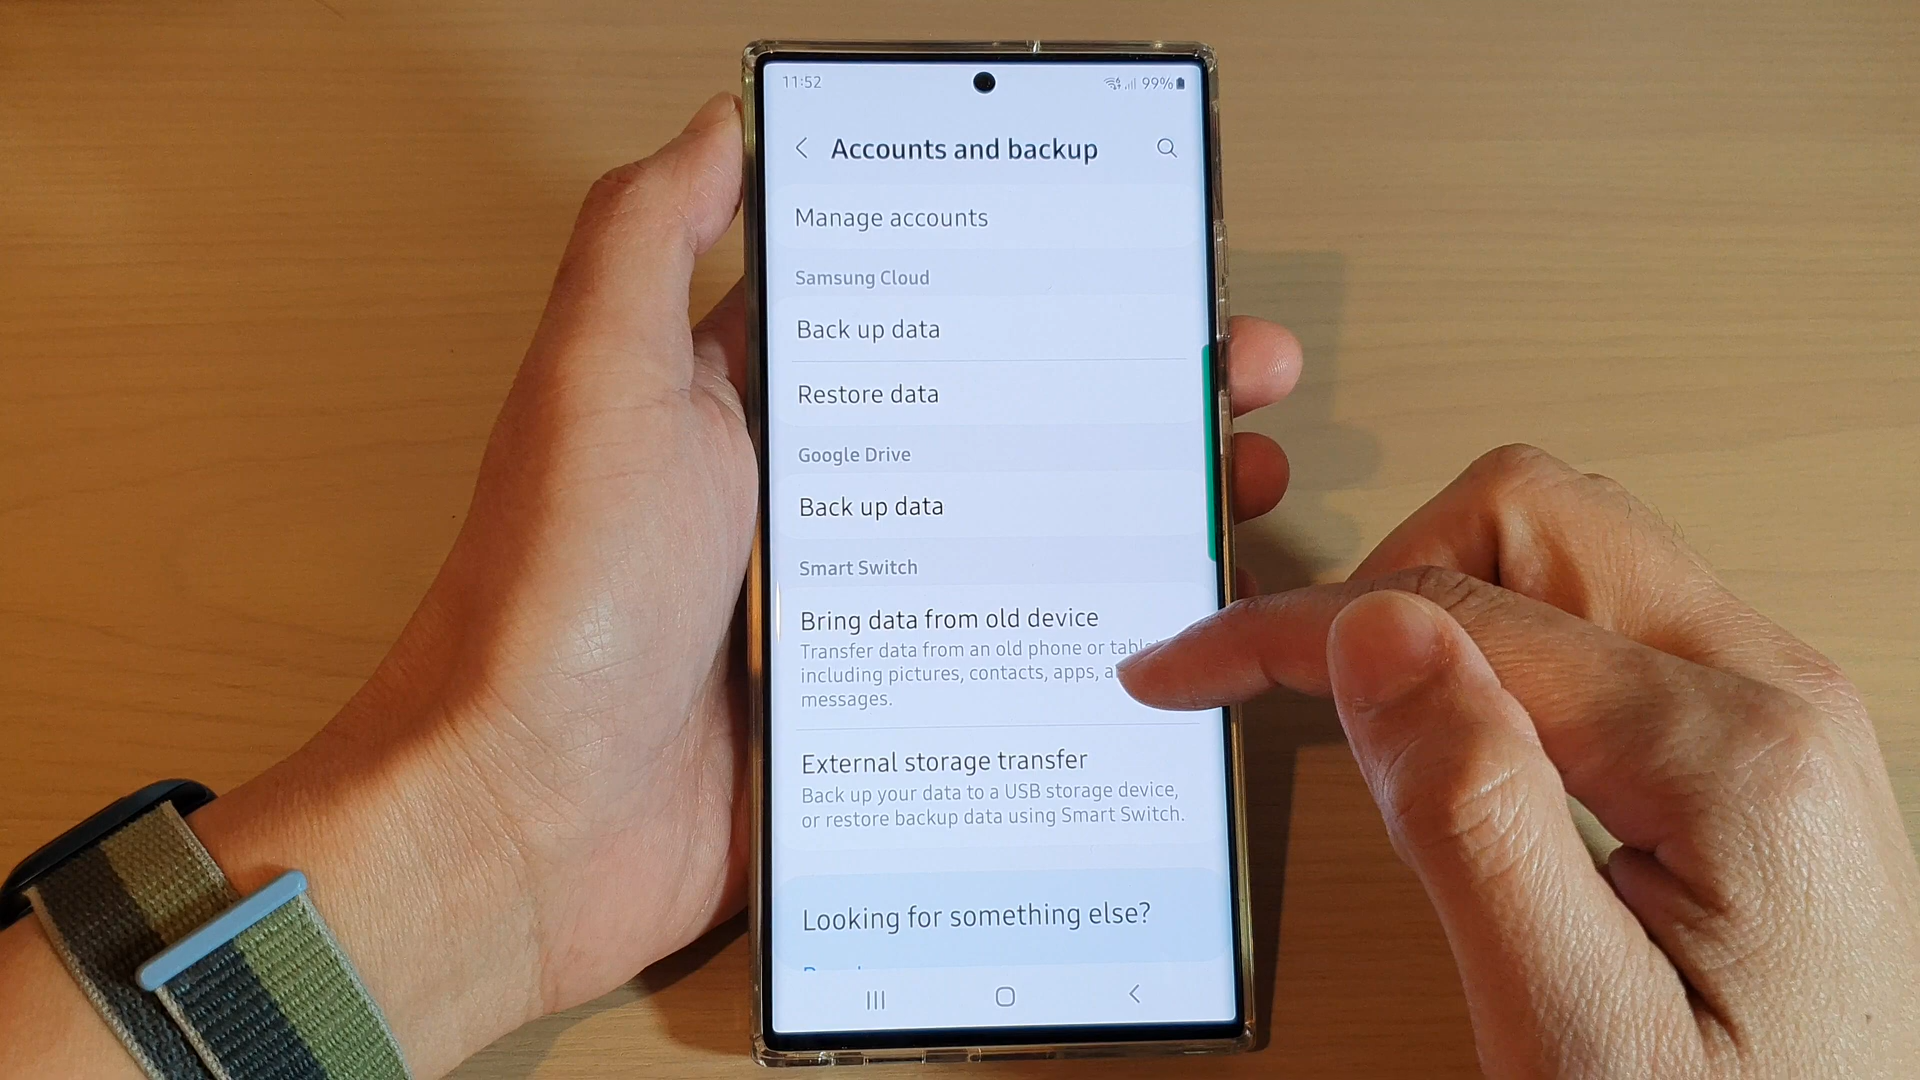 11:52
99%
Accounts and backup
Manage accounts
Samsung Cloud
Back up data
Restore data
Google Drive
Back up data
Smart Switch
Bring data from old device
Transfer data from an old phone or
including pictures, contacts, apps,
messages.
External storage transfer
Back up your data to a USB storage device,
or restore backup data using Smart Switch.
Looking for something else?